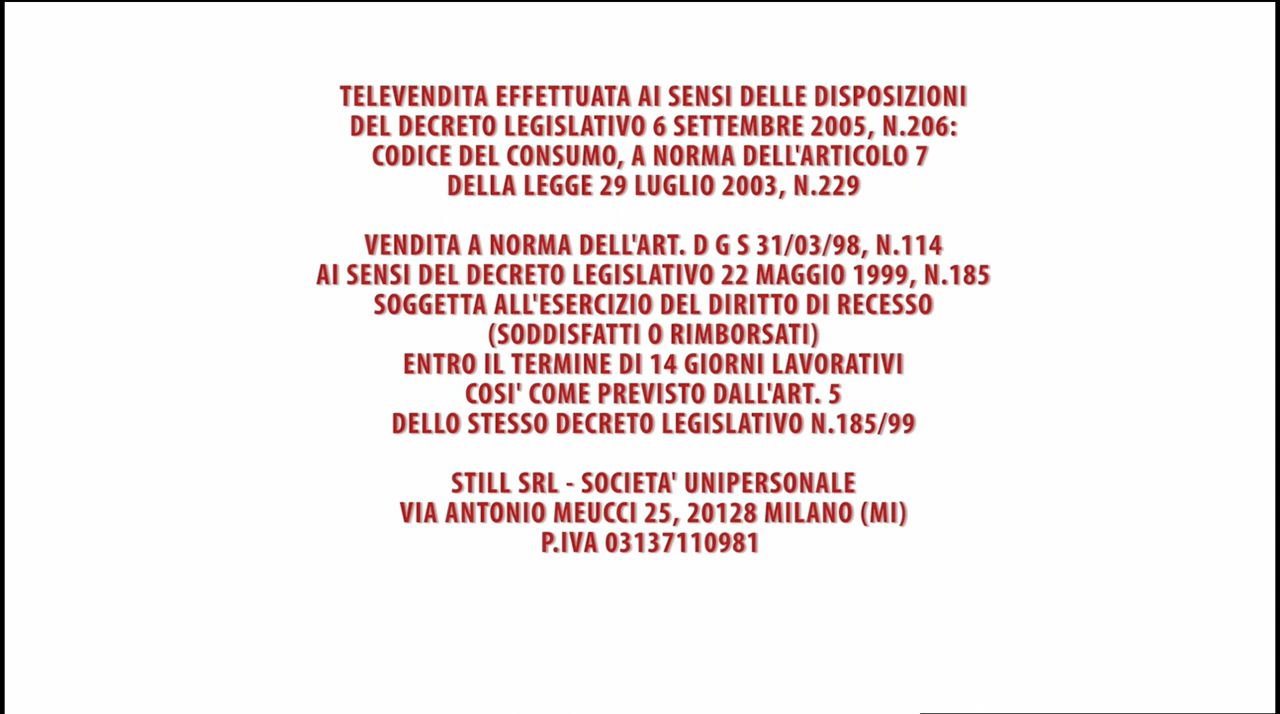 TELEVENDITA EFFETTUATA AI SENSI DELLE DISPOSIZIONI
DEL DECRETO LEGISLATIVO 6 SETTEMBRE 2005, N.206:
CODICE DEL CONSUMO, A NORMA DELL'ARTICOLO 7
DELLA LEGGE 29 LUGLIO 2003, N.229
VENDITA A NORMA DELL'ART. D G S 31/03/98, N.114
AI SENSI DEL DECRETO LEGISLATIVO 22 MAGGIO 1999, N.185
SOGGETTA ALL'ESERCIZIO DEL DIRITTO DI RECESSO
(SODDISFATTI O RIMBORSATI)
ENTRO IL TERMINE DI 14 GIORNI LAVORATIVI
COSI' COME PREVISTO DALL'ART. 5
DELLO STESSO DECRETO LEGISLATIVO N.185/99
STILL SRL - SOCIETA' UNIPERSONALE
VIA ANTONIO MEUCCI 25, 20128 MILANO (MI)
P.IVA 03137110981